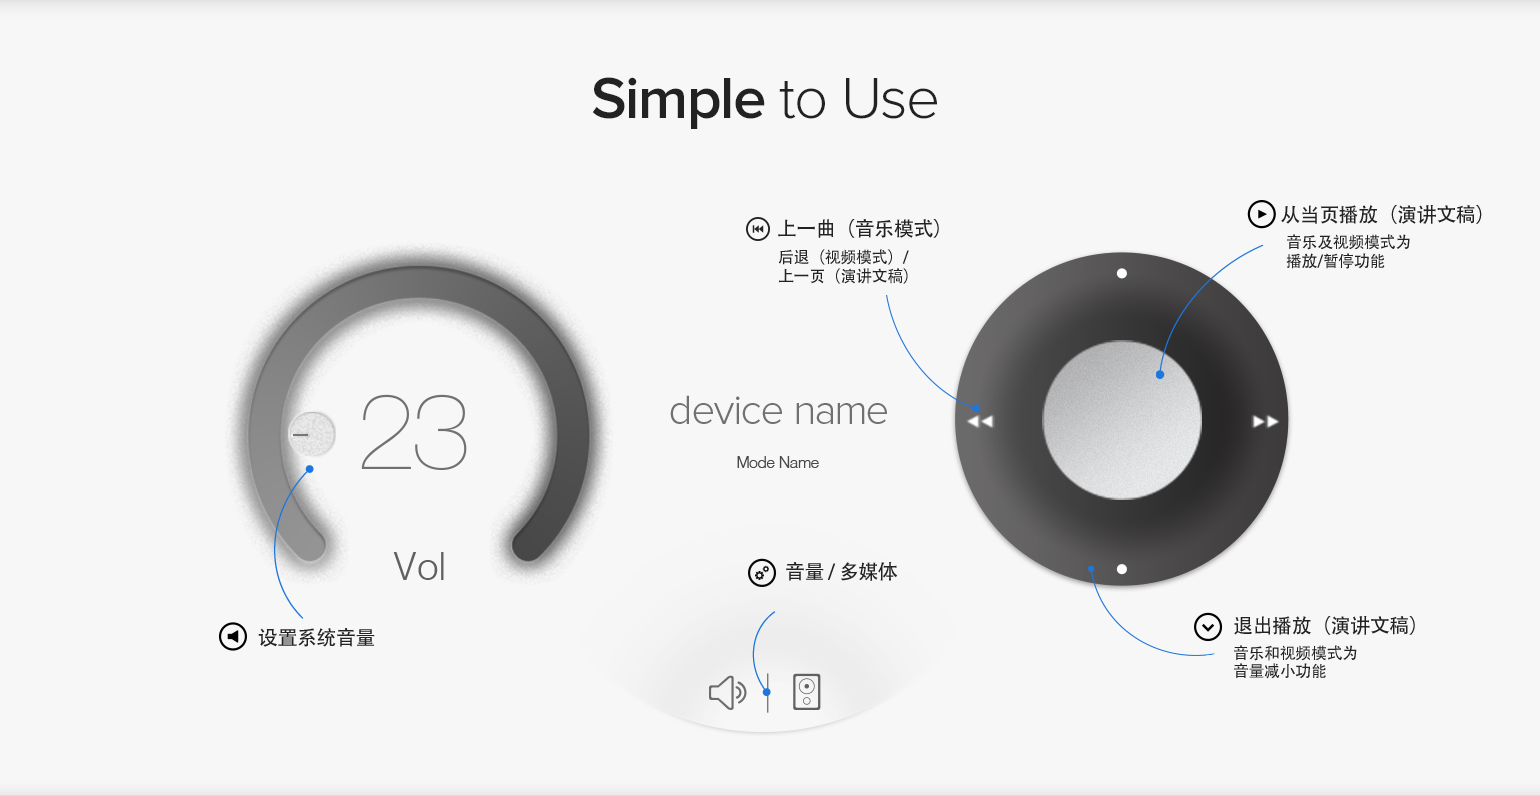 Simple to Use
上一曲（音乐模式）
后退（视频模式）/
上一页（演讲文稿）
从当页播放（演讲文稿）
音乐及视频模式为
播放/暂停功能
23
Vol
device name
Mode Name
音量 / 多媒体
设置系统音量
退出播放（演讲文稿）
音乐和视频模式为
音量减小功能